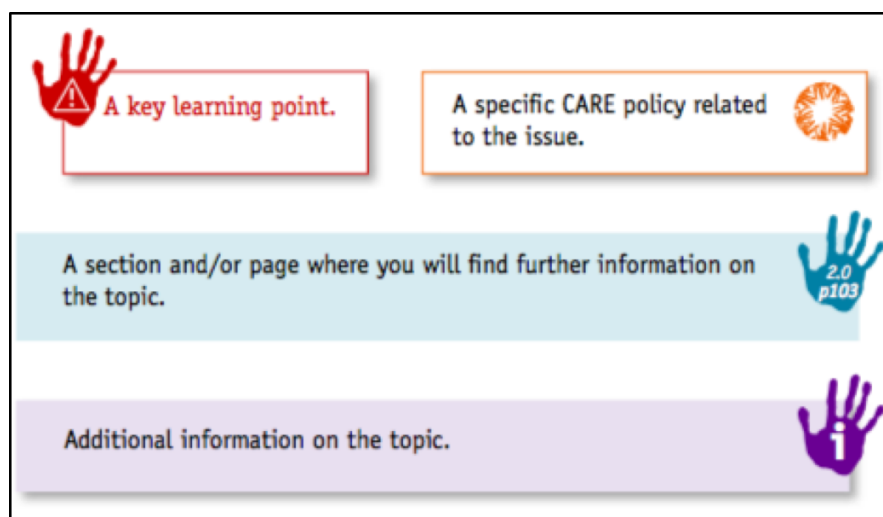 A key learning point.
A specific CARE policy related
to the issue.
A section and/or page where you will find further information on
the topic.
2.0
p103
Additional information on the topic.
i